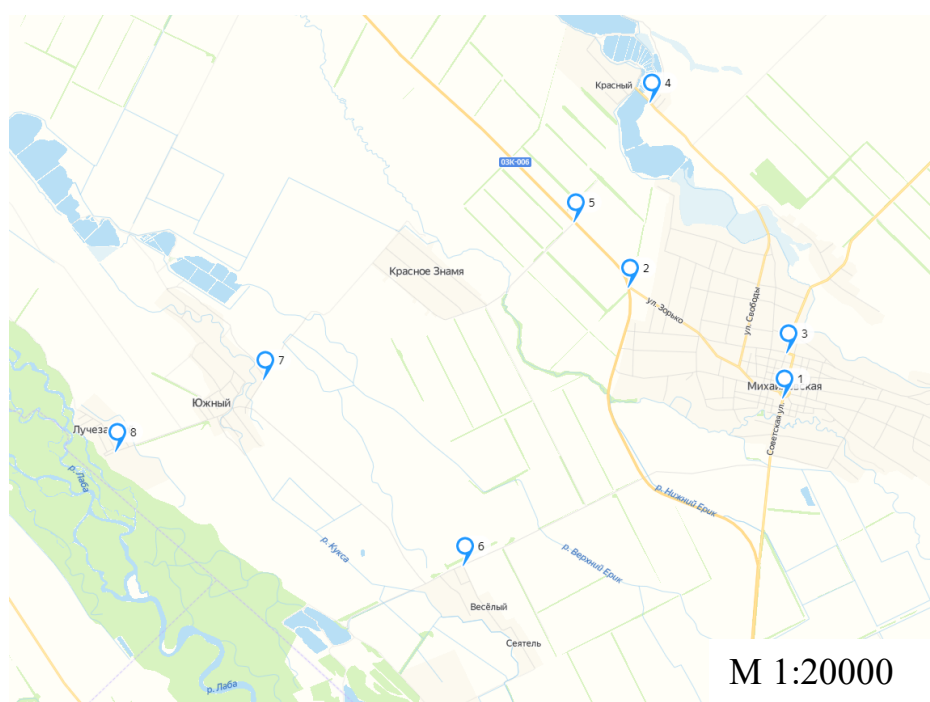 Красный
4
03К-006
5
Красное Знамя
2
ул. Зорько
ул. Свободы
3
7
1
Южный
Советская ул.
8
р. Лаба
р. Нижний Ерик
р. Кукса
6
р. Верхний Ерик
Весёлый
Сеятель
р. Лаба
М 1:20000